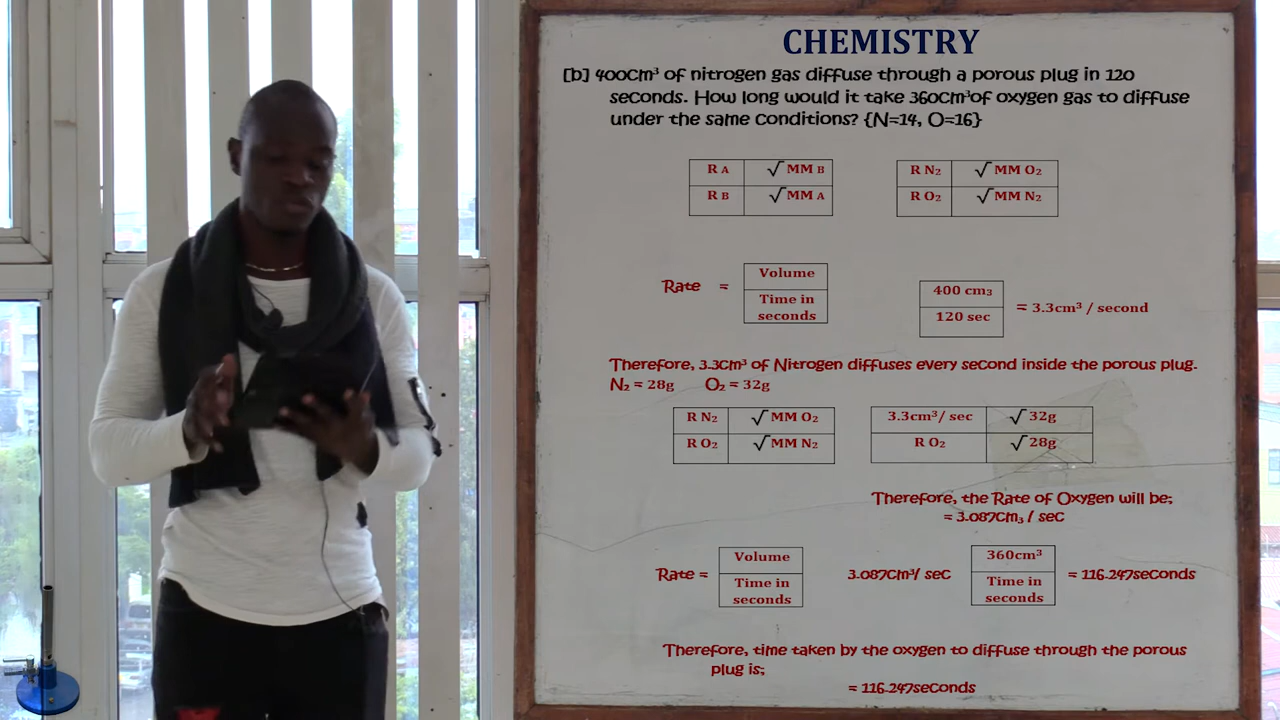 CHEMISTRY
[b] 400cm³ of nitrogen gas diffuse through a porous plug in 120
seconds. How long would it take 360cm³of oxygen gas to diffuse
under the same conditions? {N=14, O=16}
R A √MM B R N₂ √MM O₂
R B √MM A R O₂ √MM N₂
Rate = Volume 400 cm3 = 3.3cm³ / second
Time in seconds 120 sec
Therefore, 3.3cm³ of Nitrogen diffuses every second inside the porous plug.
N₂ = 28g O₂ = 32g
R N₂ √MM O₂ 3.3cm³/ sec √32g
R O₂ √MM N₂ R O₂ √28g
Therefore, the Rate of Oxygen will be;
= 3.087cm₃ / sec
Rate = Volume 3.087cm³/ sec 360cm³ = 116.247seconds
Time in seconds Time in seconds
Therefore, time taken by the oxygen to diffuse through the porous
plug is;
= 116.247seconds